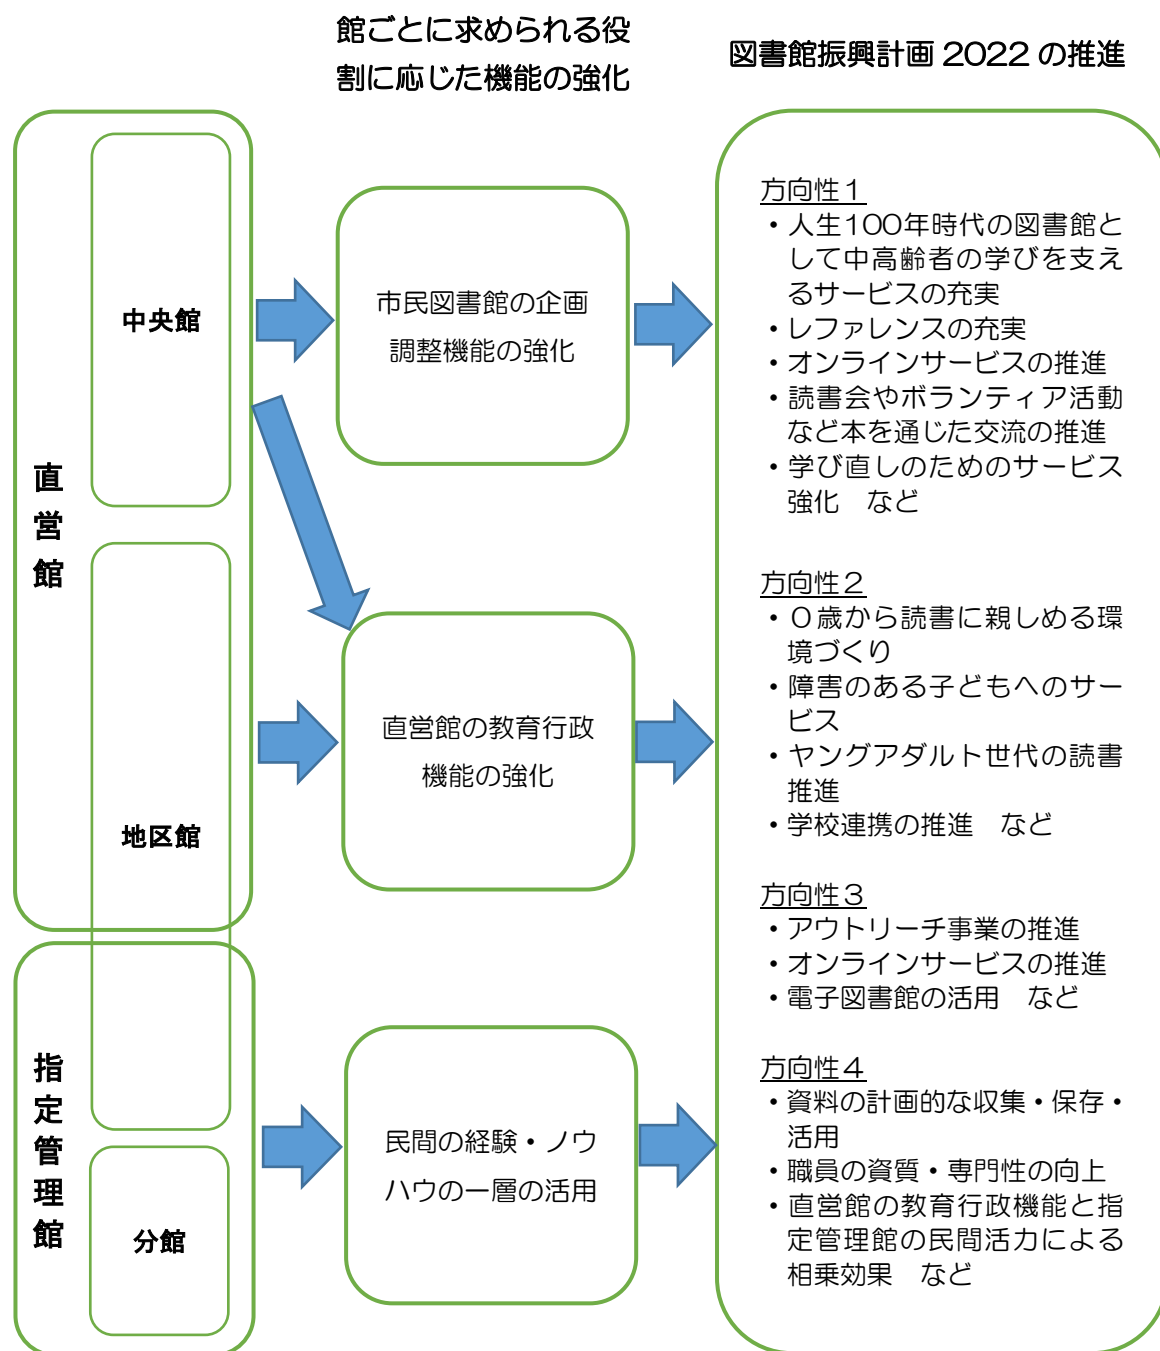 館ごとに求められる役
割に応じた機能の強化
図書館振興計画 2022 の推進
直営館
中央館
地区館
指定管理館
分館
市民図書館の企画
調整機能の強化
直営館の教育行政
機能の強化
民間の経験・ノウ
ハウの一層の活用
方向性1
・人生100年時代の図書館と
して中高齢者の学びを支え
るサービスの充実
・レファレンスの充実
・オンラインサービスの推進
・読書会やボランティア活動
など本を通じた交流の推進
・学び直しのためのサービス
強化　など
方向性2
・０歳から読書に親しめる環
境づくり
・障害のある子どもへのサー
ビス
・ヤングアダルト世代の読書
推進
・学校連携の推進　など
方向性3
・アウトリーチ事業の推進
・オンラインサービスの推進
・電子図書館の活用　など
方向性4
・資料の計画的な収集・保存・
活用
・職員の資質・専門性の向上
・直営館の教育行政機能と指
定管理館の民間活力による
相乗効果　など